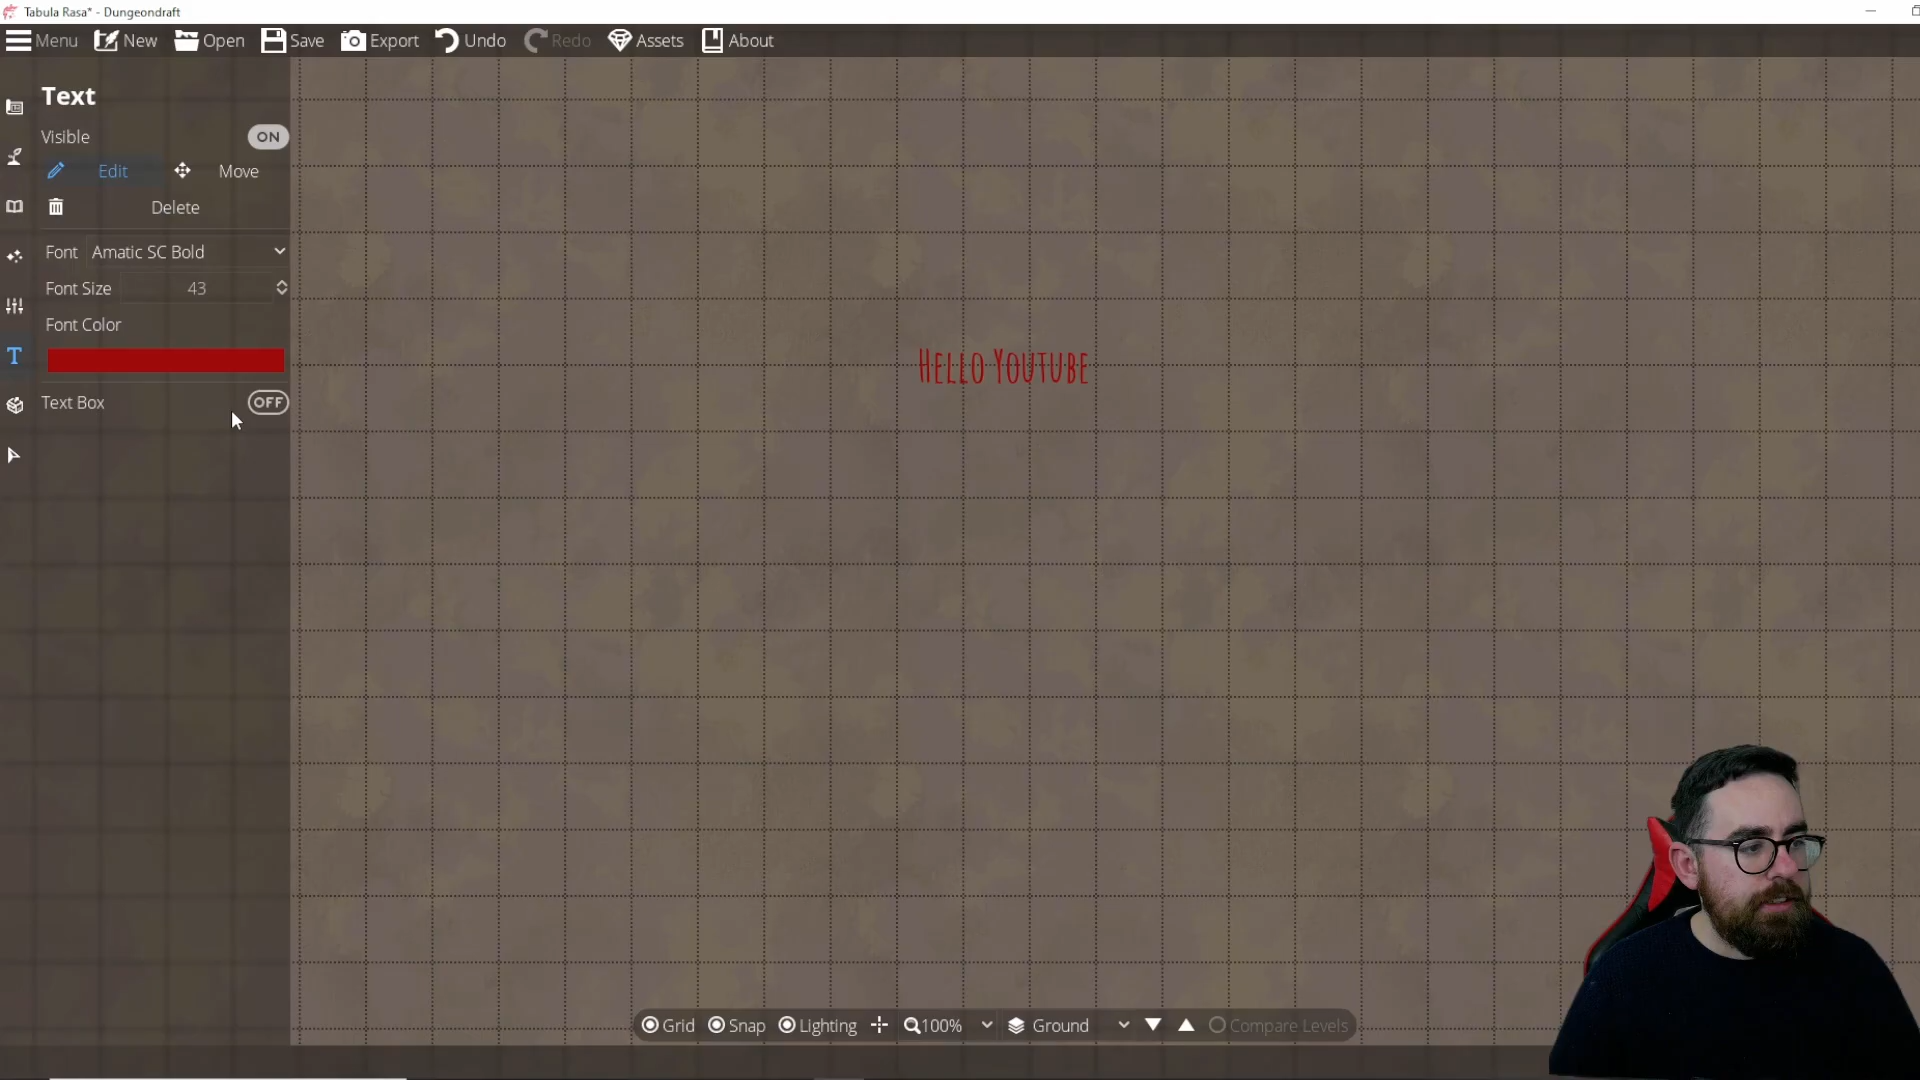 Tabula Rasa* - Dungeondraft
Menu New Open Save Export Undo Redo Assets About
Text
Visible ON
Edit Move
Delete
Font Amatic SC Bold
Font Size 43
Font Color
Text Box OFF
Hello Youtube
Grid Snap Lighting 100% Ground Compare Levels